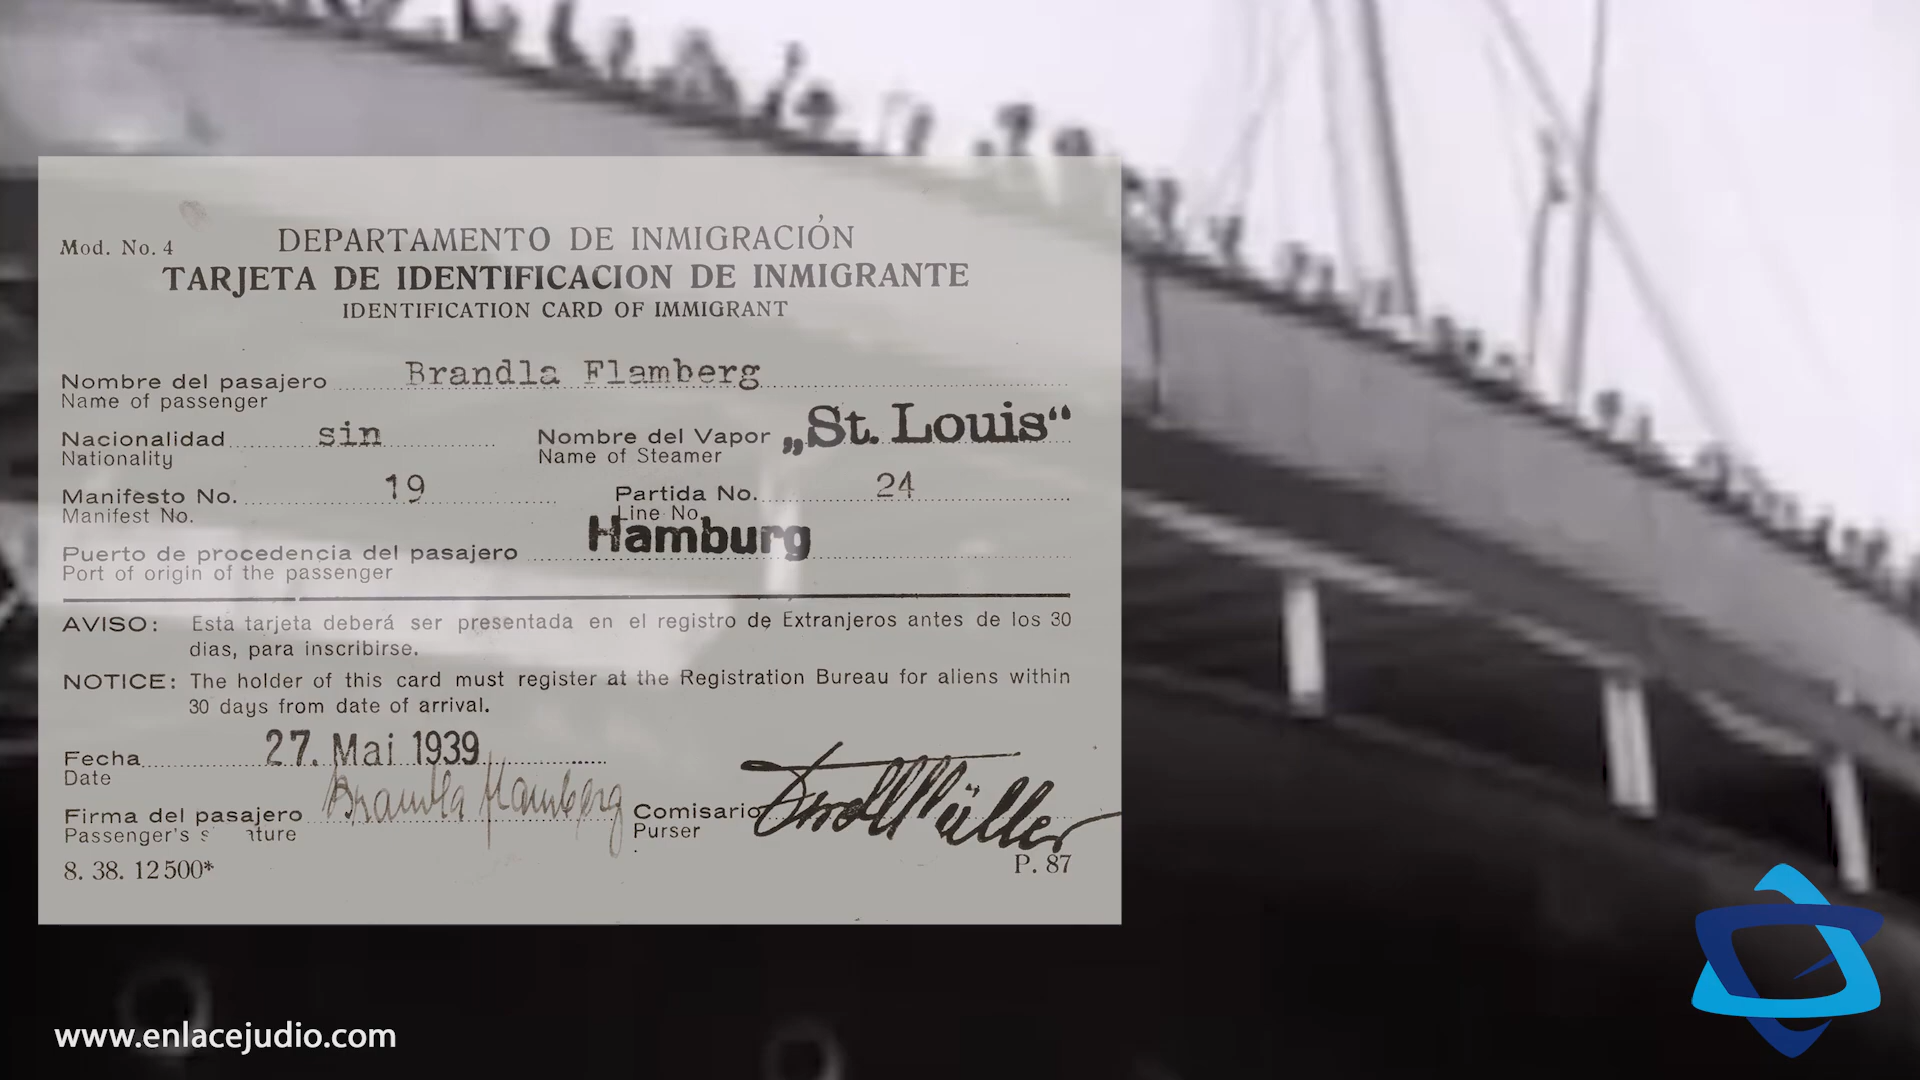 Mod. No. 4
DEPARTAMENTO DE INMIGRACIÓN
TARJETA DE IDENTIFICACION DE INMIGRANTE
IDENTIFICATION CARD OF IMMIGRANT
Nombre del pasajero Brandla Flamberg
Name of passenger
Nacionalidad sin Nombre del Vapor „St. Louis“
Nationality Name of Steamer
Manifesto No. 19 Partida No. 24
Manifest No. Line No.
Puerto de procedencia del pasajero Hamburg
Port of origin of the passenger
AVISO: Esta tarjeta deberá ser presentada en el registro de Extranjeros antes de los 30
dias, para inscribirse.
NOTICE: The holder of this card must register at the Registration Bureau for aliens within
30 days from date of arrival.
Fecha 27. Mai 1939
Date
Brandla Flamberg
Firma del pasajero Comisario Müller
Passenger's Purser
8. 38. 12500* P. 87
www.enlacejudio.com